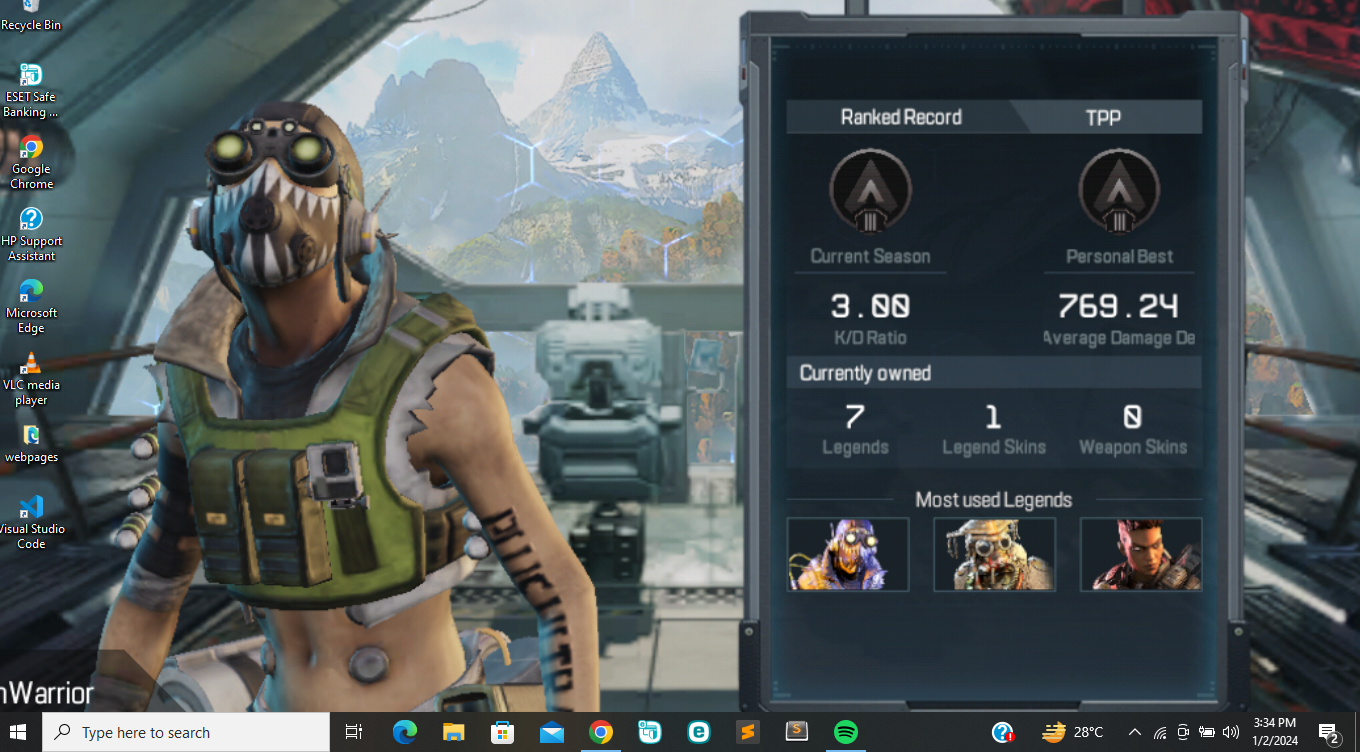 Recycle Bin
ESET Safe
Banking ...
Google
Chrome
HP Support
Assistant
Microsoft
Edge
VLC media
player
webpages
Visual Studio
Code
nWarrior
Ranked Record
TPP
Current Season
Personal Best
3.00
769.24
K/D Ratio
Average Damage De
Currently owned
7
1
0
Legends
Legend Skins
Weapon Skins
Most used Legends
Type here to search
28°C
3:34 PM
1/2/2024
2